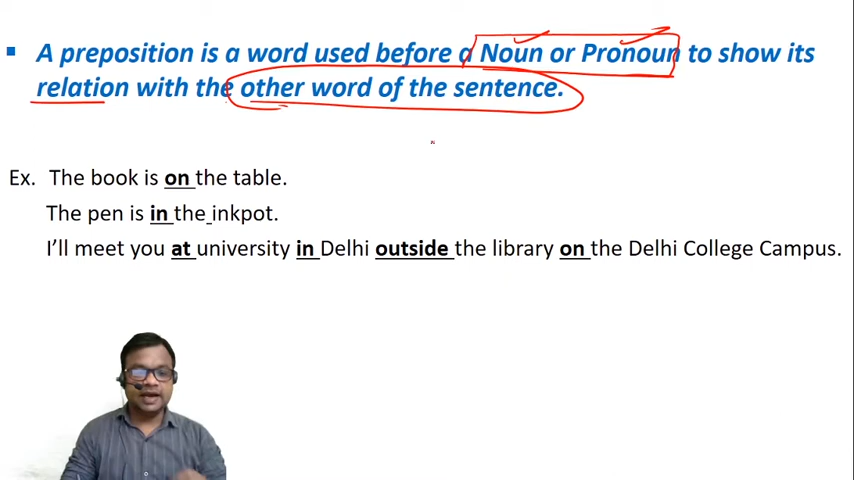 A preposition is a word used before a Noun or Pronoun to show its
relation with the other word of the sentence.
Ex. The book is on the table.
The pen is in the inkpot.
I'll meet you at university in Delhi outside the library on the Delhi College Campus.